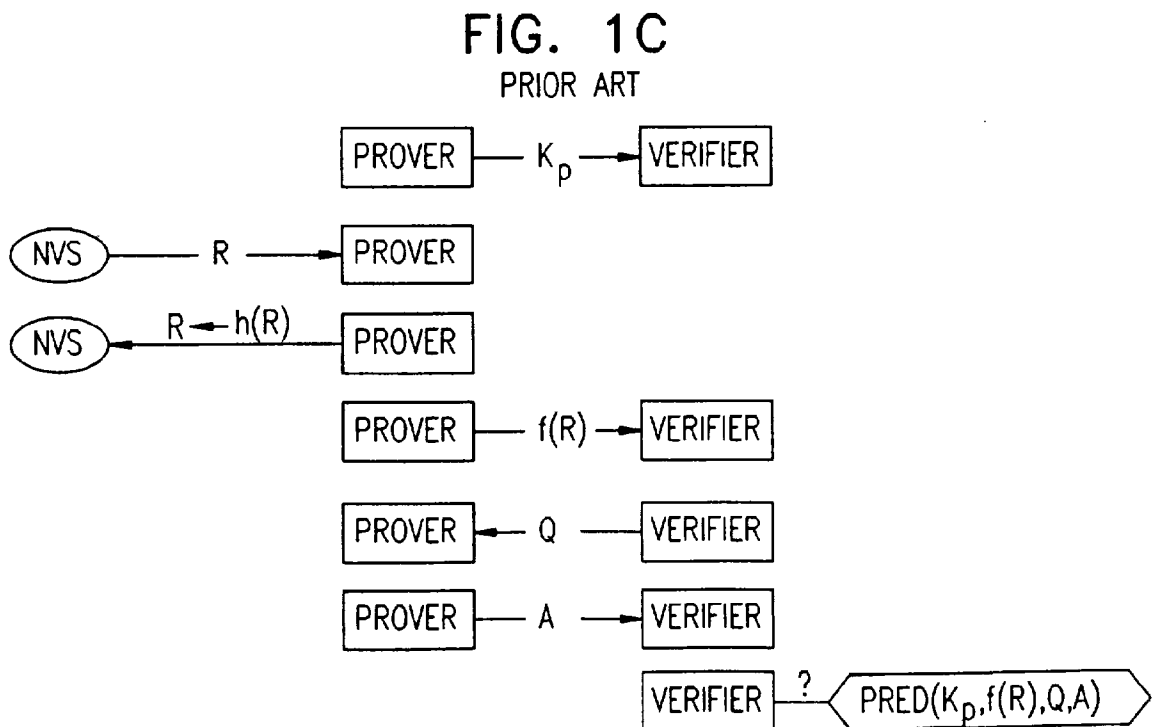 FIG. 1C
PRIOR ART
PROVER K_p VERIFIER
NVS R PROVER
NVS R ← h(R) PROVER
PROVER f(R) VERIFIER
PROVER Q VERIFIER
PROVER A VERIFIER
VERIFIER ? PRED(K_p,f(R),Q,A)